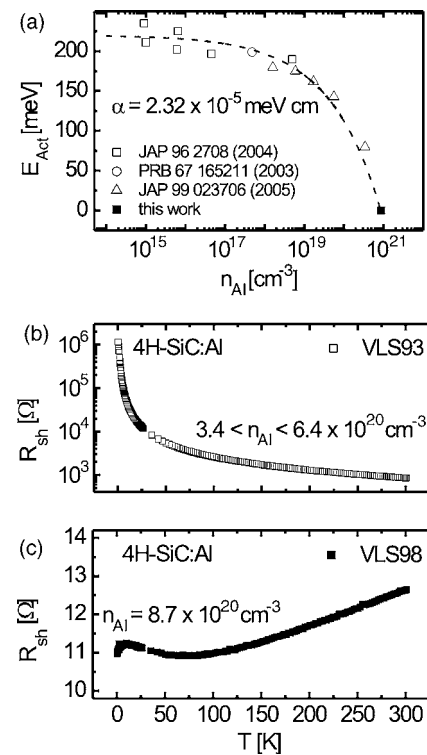 (a)
200
150
100
50
0
E_Act [meV]
α = 2.32 x 10^-5 meV cm
□ JAP 96 2708 (2004)
○ PRB 67 165211 (2003)
△ JAP 99 023706 (2005)
■ this work
10^15 10^17 10^19 10^21
n_Al [cm^-3]
(b)
10^6
10^5
10^4
10^3
R_sh [Ω]
4H-SiC:Al □ VLS93
3.4 < n_Al < 6.4 x 10^20 cm^-3
(c)
13
12
11
R_sh [Ω]
4H-SiC:Al ■ VLS98
n_Al = 8.7 x 10^20 cm^-3
0 50 100 150 200 250 300
T [K]